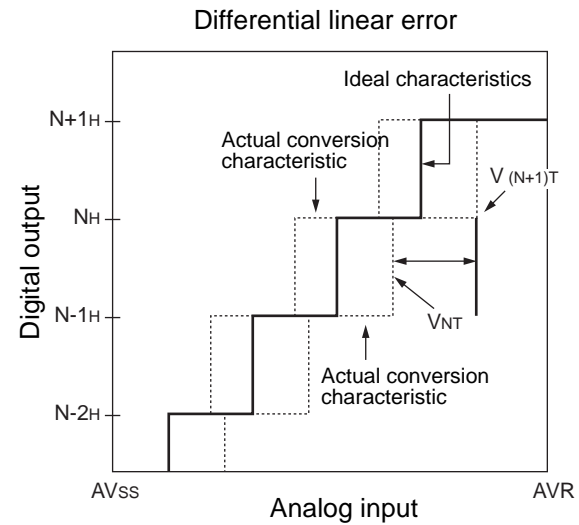 Differential linear error
Ideal characteristics
N+1H
Actual conversion
characteristic
V (N+1)T
NH
Digital output
N-1H
VNT
Actual conversion
characteristic
N-2H
AVSS
AVR
Analog input